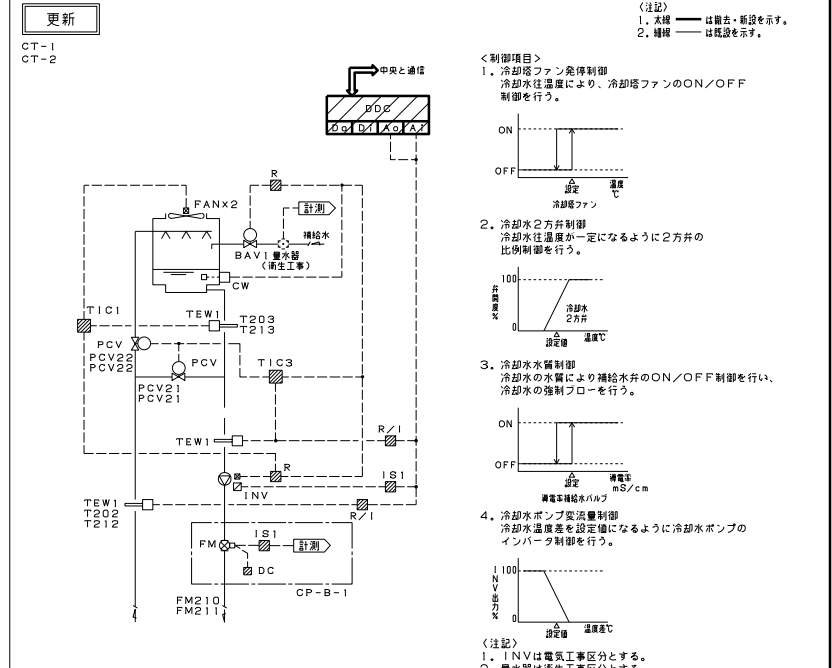 更新
CT-1
CT-2
〈注記〉
1. 太線 は撤去・新設を示す。
2. 細線 は既設を示す。
中央と通信
DDC
Do Di Ao Ai
R
FAN×2
計測
補給水
BAV1 量水器
(衛生工事)
CW
TIC1
TEW1
T203
T213
PCV
PCV22
PCV22
PCV
TIC3
PCV21
PCV21
TEW1
R/I
R
IS1
INV
TEW1
T202
T212
R/I
IS1
FM
計測
DC
CP-B-1
FM210
FM211
〈制御項目〉
1. 冷却塔ファン発停制御
冷却水往温度により、冷却塔ファンのON/OFF
制御を行う。
ON
OFF
設定
温度
℃
冷却塔ファン
2. 冷却水2方弁制御
冷却水往温度が一定になるように2方弁の
比例制御を行う。
100
弁開度%
冷却水
2方弁
0
設定値
温度℃
3. 冷却水水質制御
冷却水の水質により補給水弁のON/OFF制御を行い、
冷却水の強制ブローを行う。
ON
OFF
設定
導電率
mS/cm
導電率補給水バルブ
4. 冷却水ポンプ変流量制御
冷却水温度差を設定値になるように冷却水ポンプの
インバータ制御を行う。
100
INV出力%
0
設定値
温度差℃
〈注記〉
1. INVは電気工事区分とする。
2. 量水器は衛生工事区分とする。